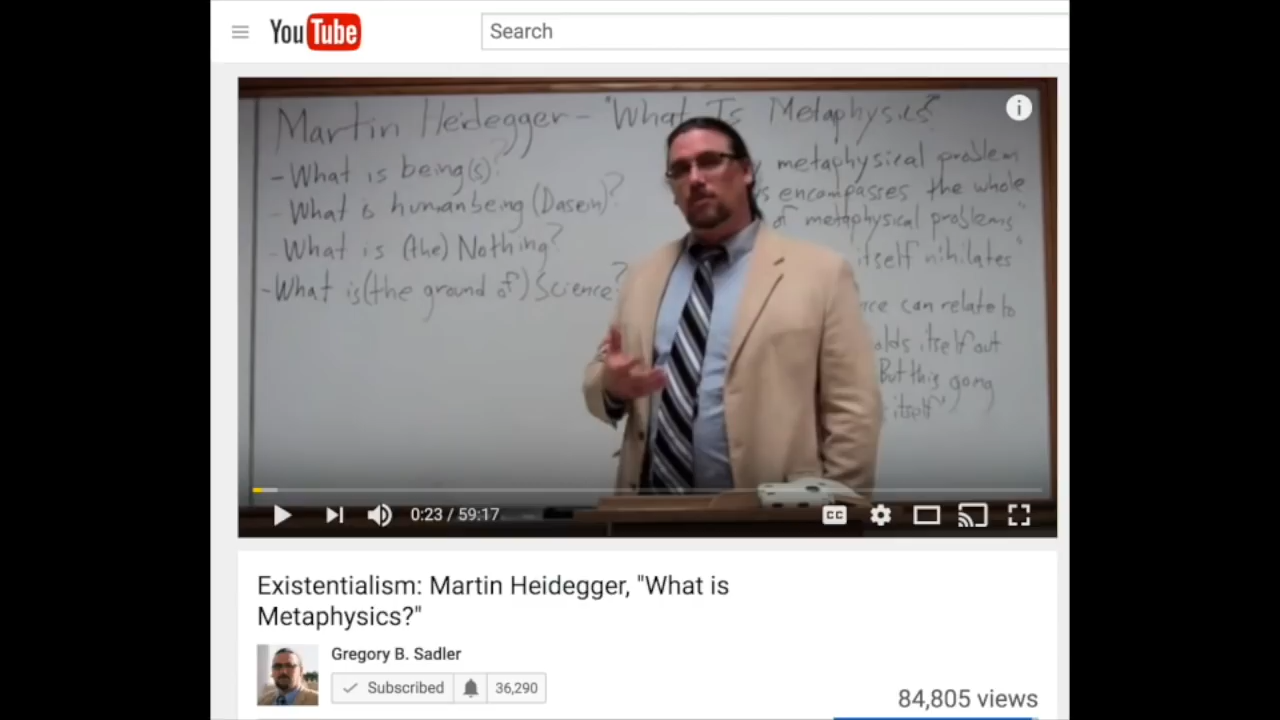 YouTube
Search
Martin Heidegger - "What Is Metaphysics?"
- What is being(s)?
- What is human being (Dasein)?
- What is (the) Nothing?
- What is (the ground of) Science?
metaphysical problem
encompasses the whole
of metaphysical problems"
itself nihilates"
can relate to
itself out
But this going
itself"
0:23 / 59:17
CC
Existentialism: Martin Heidegger, "What is
Metaphysics?"
Gregory B. Sadler
Subscribed
36,290
84,805 views